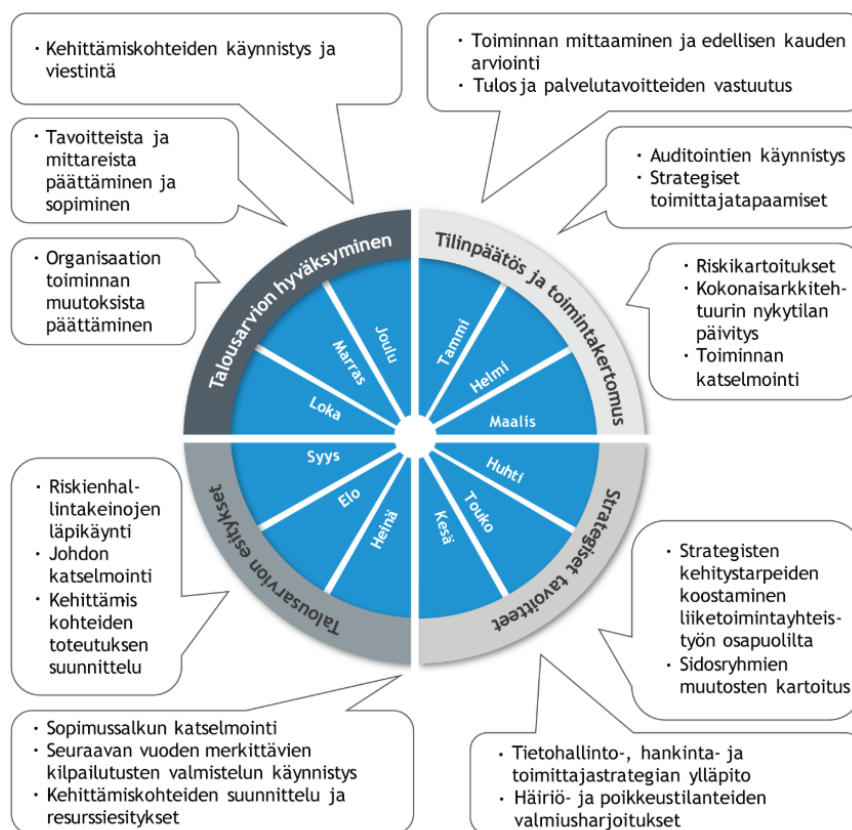 · Kehittämiskohteiden käynnistys ja
viestintä
· Toiminnan mittaaminen ja edellisen kauden
arviointi
· Tulos ja palvelutavoitteiden vastuutus
· Tavoitteista ja
mittareista
päättäminen ja
sopiminen
· Auditointien käynnistys
· Strategiset
toimittajatapaamiset
· Organisaation
toiminnan
muutoksista
päättäminen
· Riskikartoitukset
· Kokonaisarkkiteh-
tuurin nykytilan
päivitys
· Toiminnan
katselmointi
Talousarvion hyväksyminen
Tilinpäätös ja toimintakertomus
Joulu
Marras
Loka
Tammi
Helmi
Maalis
Syys
Elo
Heinä
Huhti
Touko
Kesä
Talousarvion esitykset
Strategiset tavoitteet
· Riskienhal-
lintakeinojen
läpikäynti
· Johdon
katselmointi
· Kehittämis
kohteiden
toteutuksen
suunnittelu
· Strategisten
kehitystarpeiden
koostaminen
liiketoimintayhteis-
työn osapuolilta
· Sidosryhmien
muutosten kartoitus
· Sopimussalkun katselmointi
· Seuraavan vuoden merkittävien
kilpailutusten valmistelun käynnistys
· Kehittämiskohteiden suunnittelu ja
resurssiesitykset
· Tietohallinto-, hankinta- ja
toimittajastrategian ylläpito
· Häiriö- ja poikkeustilanteiden
valmiusharjoitukset